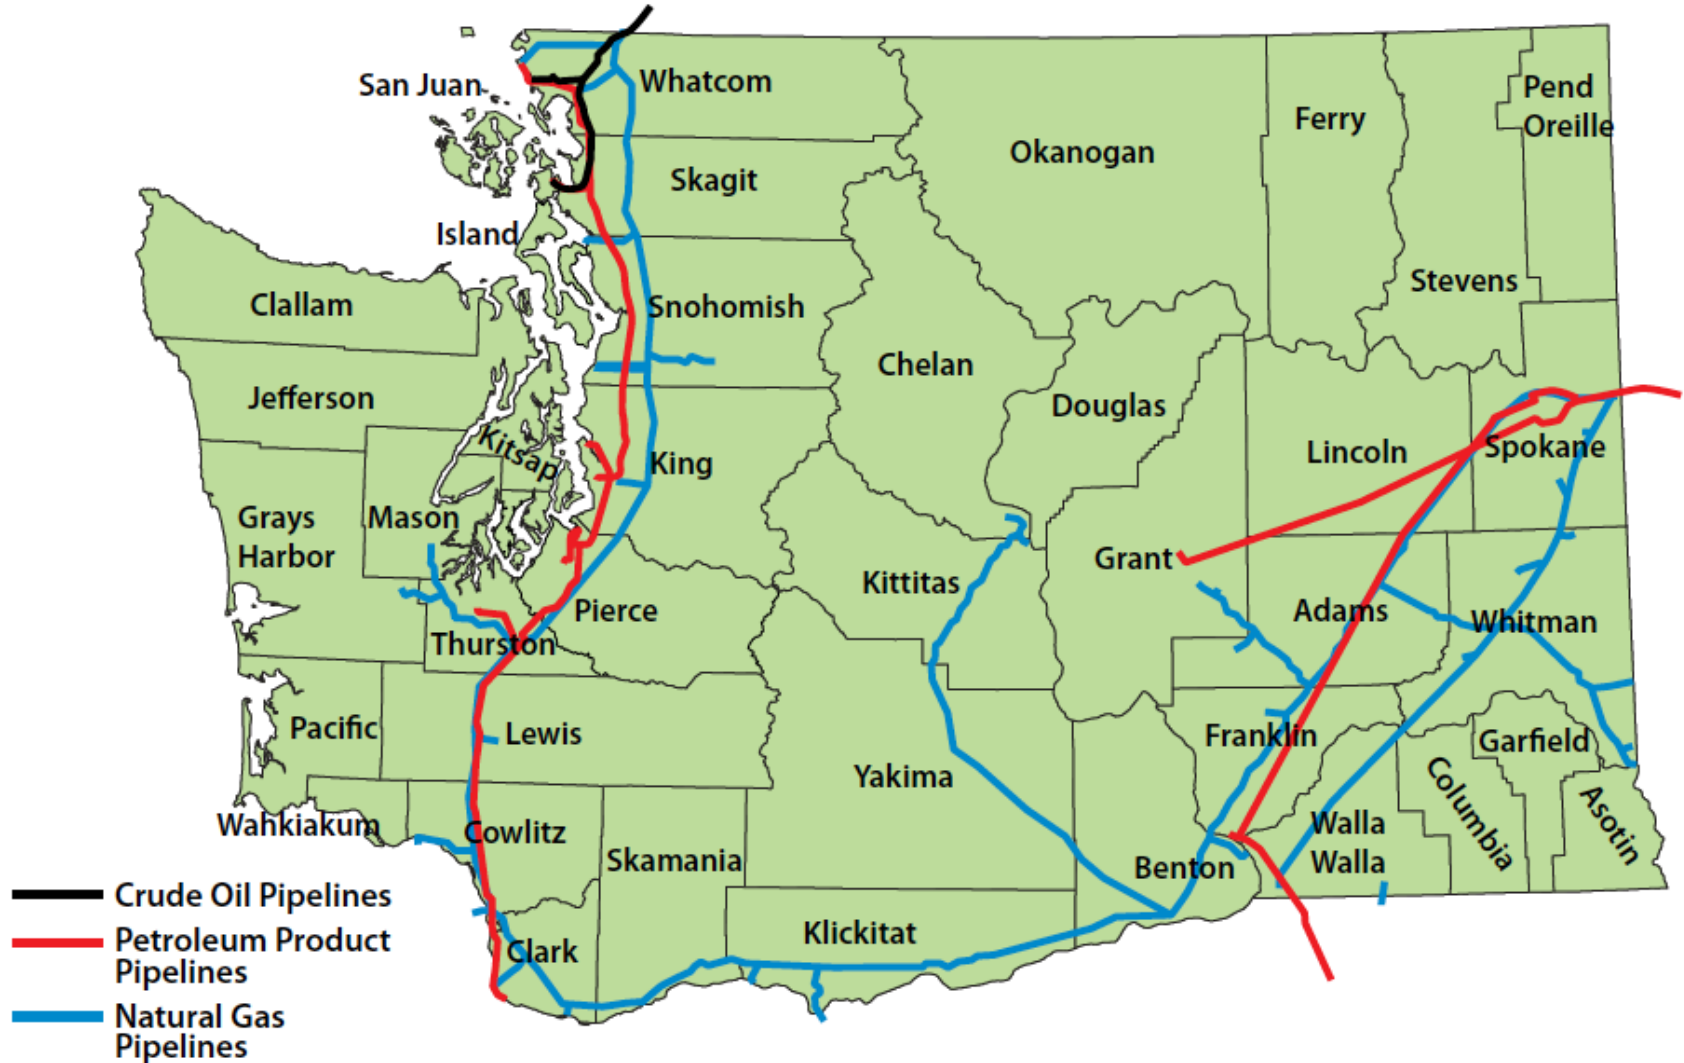 San Juan
Whatcom
Pend
Oreille
Ferry
Okanogan
Skagit
Island
Stevens
Clallam
Snohomish
Chelan
Jefferson
Douglas
Kitsap
King
Lincoln
Spokane
Grays
Harbor
Mason
Grant
Kittitas
Pierce
Adams
Whitman
Thurston
Pacific
Lewis
Franklin
Garfield
Yakima
Columbia
Asotin
Wahkiakum
Cowlitz
Skamania
Walla
Walla
Benton
Klickitat
Clark
Crude Oil Pipelines
Petroleum Product
Pipelines
Natural Gas
Pipelines